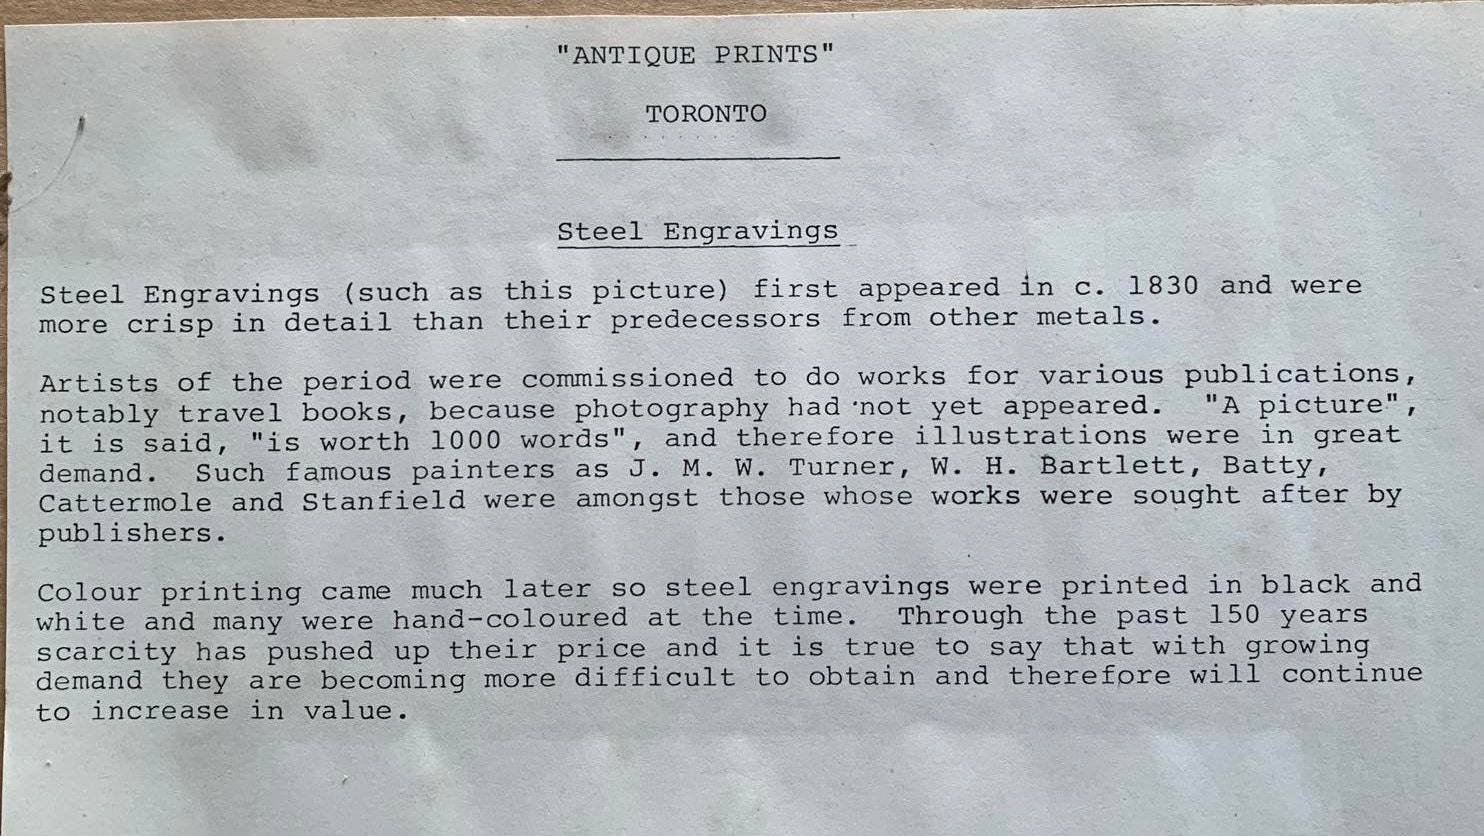 "ANTIQUE PRINTS"
TORONTO
Steel Engravings
Steel Engravings (such as this picture) first appeared in c. 1830 and were
more crisp in detail than their predecessors from other metals.
Artists of the period were commissioned to do works for various publications,
notably travel books, because photography had not yet appeared.  "A picture",
it is said, "is worth 1000 words", and therefore illustrations were in great
demand.  Such famous painters as J. M. W. Turner, W. H. Bartlett, Batty,
Cattermole and Stanfield were amongst those whose works were sought after by
publishers.
Colour printing came much later so steel engravings were printed in black and
white and many were hand-coloured at the time.  Through the past 150 years
scarcity has pushed up their price and it is true to say that with growing
demand they are becoming more difficult to obtain and therefore will continue
to increase in value.